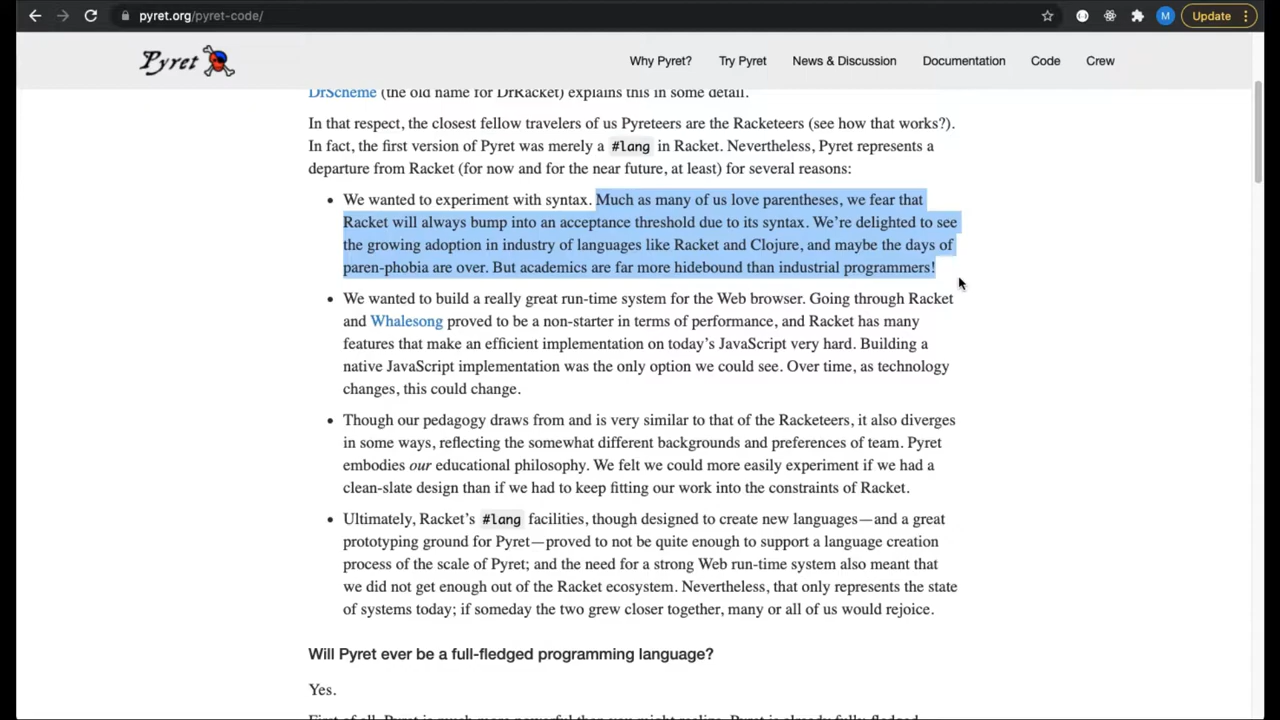 pyret.org/pyret-code/
M
Update
Pyret
Why Pyret?
Try Pyret
News & Discussion
Documentation
Code
Crew
DrScheme (the old name for DrRacket) explains this in some detail.
In that respect, the closest fellow travelers of us Pyreteers are the Racketeers (see how that works?).
In fact, the first version of Pyret was merely a #lang in Racket. Nevertheless, Pyret represents a
departure from Racket (for now and for the near future, at least) for several reasons:
• We wanted to experiment with syntax. Much as many of us love parentheses, we fear that
Racket will always bump into an acceptance threshold due to its syntax. We're delighted to see
the growing adoption in industry of languages like Racket and Clojure, and maybe the days of
paren-phobia are over. But academics are far more hidebound than industrial programmers!
• We wanted to build a really great run-time system for the Web browser. Going through Racket
and Whalesong proved to be a non-starter in terms of performance, and Racket has many
features that make an efficient implementation on today's JavaScript very hard. Building a
native JavaScript implementation was the only option we could see. Over time, as technology
changes, this could change.
• Though our pedagogy draws from and is very similar to that of the Racketeers, it also diverges
in some ways, reflecting the somewhat different backgrounds and preferences of team. Pyret
embodies our educational philosophy. We felt we could more easily experiment if we had a
clean-slate design than if we had to keep fitting our work into the constraints of Racket.
• Ultimately, Racket's #lang facilities, though designed to create new languages—and a great
prototyping ground for Pyret—proved to not be quite enough to support a language creation
process of the scale of Pyret; and the need for a strong Web run-time system also meant that
we did not get enough out of the Racket ecosystem. Nevertheless, that only represents the state
of systems today; if someday the two grew closer together, many or all of us would rejoice.
Will Pyret ever be a full-fledged programming language?
Yes.
First of all, Pyret is much more powerful than you might realize. Pyret is already fully-fledged